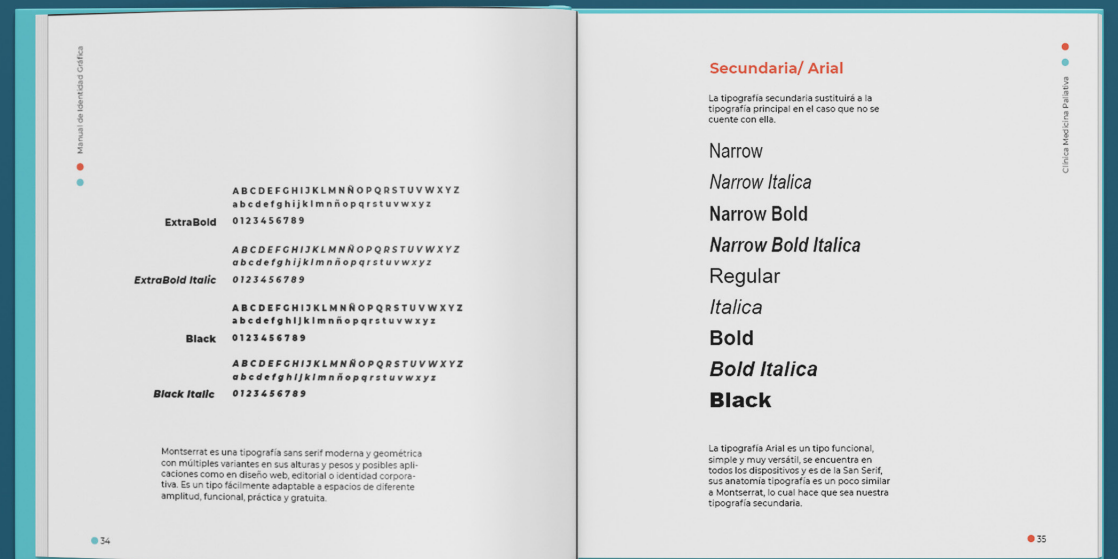 Manual de Identidad Gráfica
ABCDEFGHIJKLMNÑOPQRSTUVWXYZ
abcdefghijklmnñopqrstuvwxyz
ExtraBold 0123456789
ABCDEFGHIJKLMNÑOPQRSTUVWXYZ
abcdefghijklmnñopqrstuvwxyz
ExtraBold Italic 0123456789
ABCDEFGHIJKLMNÑOPQRSTUVWXYZ
abcdefghijklmnñopqrstuvwxyz
Black 0123456789
ABCDEFGHIJKLMNÑOPQRSTUVWXYZ
abcdefghijklmnñopqrstuvwxyz
Black Italic 0123456789
Montserrat es una tipografía sans serif moderna y geométrica
con múltiples variantes en sus alturas y pesos y posibles apli-
caciones como en diseño web, editorial o identidad corpora-
tiva. Es un tipo fácilmente adaptable a espacios de diferente
amplitud, funcional, práctica y gratuita.
34
Secundaria/ Arial
La tipografía secundaria sustituirá a la
tipografía principal en el caso que no se
cuente con ella.
Narrow
Narrow Italica
Narrow Bold
Narrow Bold Italica
Regular
Italica
Bold
Bold Italica
Black
La tipografía Arial es un tipo funcional,
simple y muy versátil, se encuentra en
todos los dispositivos y es de la San Serif,
sus anatomía tipografía es un poco similar
a Montserrat, lo cual hace que sea nuestra
tipografía secundaria.
Clínica Medicina Paliativa
35